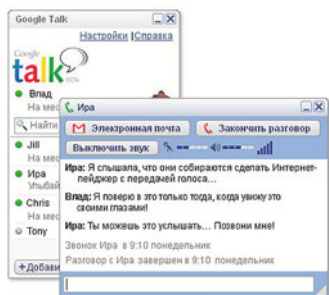 Google Talk
Настройки | Справка
Google
talk
BETA
Влад
На мес
Найти
Jill
На мес
Ира
Улыбай
Chris
На мес
Tony
+Добави
Ира
Электронная почта
Закончить разговор
Выключить звук
Ира: Я слышала, что они собираются сделать Интернет-
пейджер с передачей голоса…
Влад: Я поверю в это только тогда, когда увижу это
своими глазами!
Ира: Ты можешь это услышать… Позвони мне!
Звонок Ира в 9:10 понедельник
Разговор с Ира завершен в 9:10 понедельник